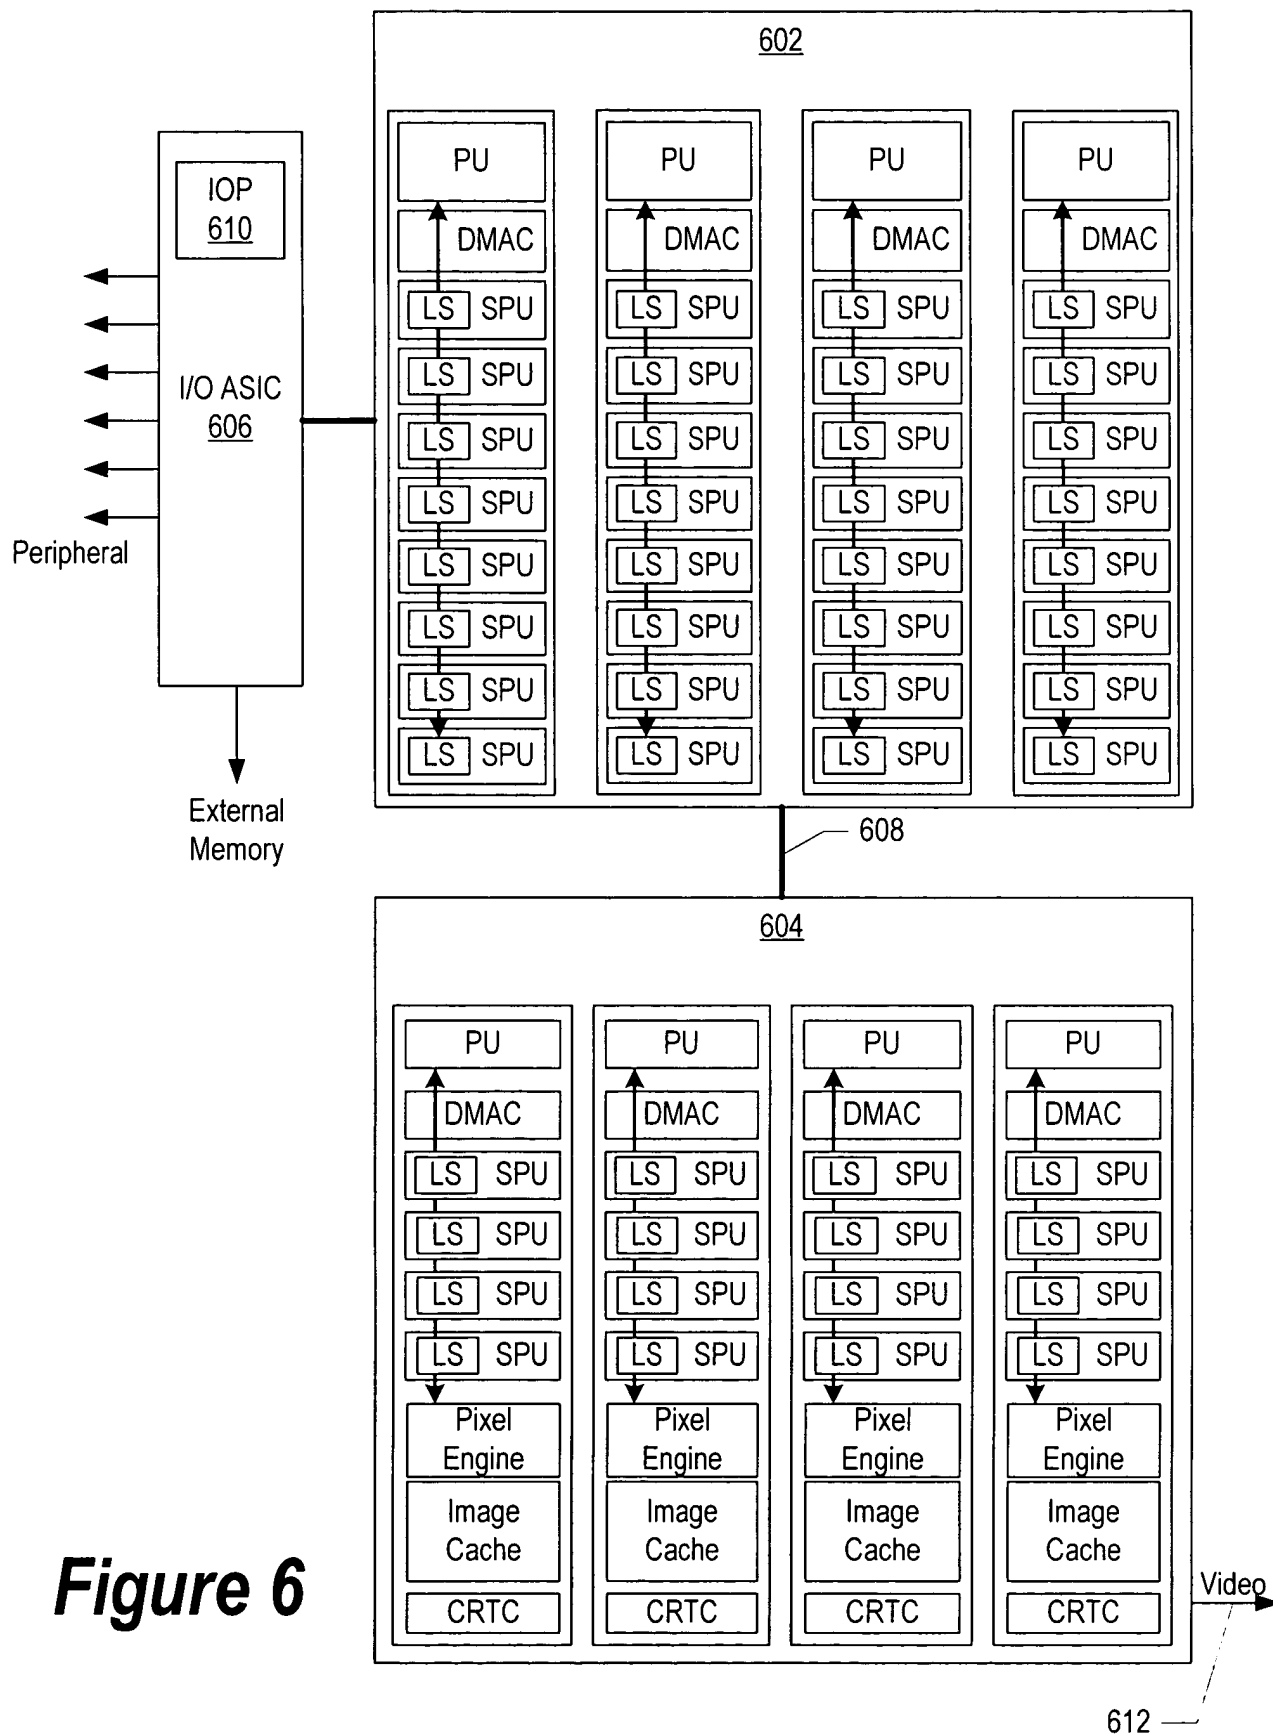 602
PU PU PU PU
IOP
610
DMAC DMAC DMAC DMAC
LS SPU LS SPU LS SPU LS SPU
LS SPU LS SPU LS SPU LS SPU
I/O ASIC
606
LS SPU LS SPU LS SPU LS SPU
LS SPU LS SPU LS SPU LS SPU
Peripheral
LS SPU LS SPU LS SPU LS SPU
LS SPU LS SPU LS SPU LS SPU
LS SPU LS SPU LS SPU LS SPU
LS SPU LS SPU LS SPU LS SPU
External
Memory
608
604
PU PU PU PU
DMAC DMAC DMAC DMAC
LS SPU LS SPU LS SPU LS SPU
LS SPU LS SPU LS SPU LS SPU
LS SPU LS SPU LS SPU LS SPU
LS SPU LS SPU LS SPU LS SPU
Pixel Pixel Pixel Pixel
Engine Engine Engine Engine
Image Image Image Image
Cache Cache Cache Cache
CRTC CRTC CRTC CRTC
Video
Figure 6
612